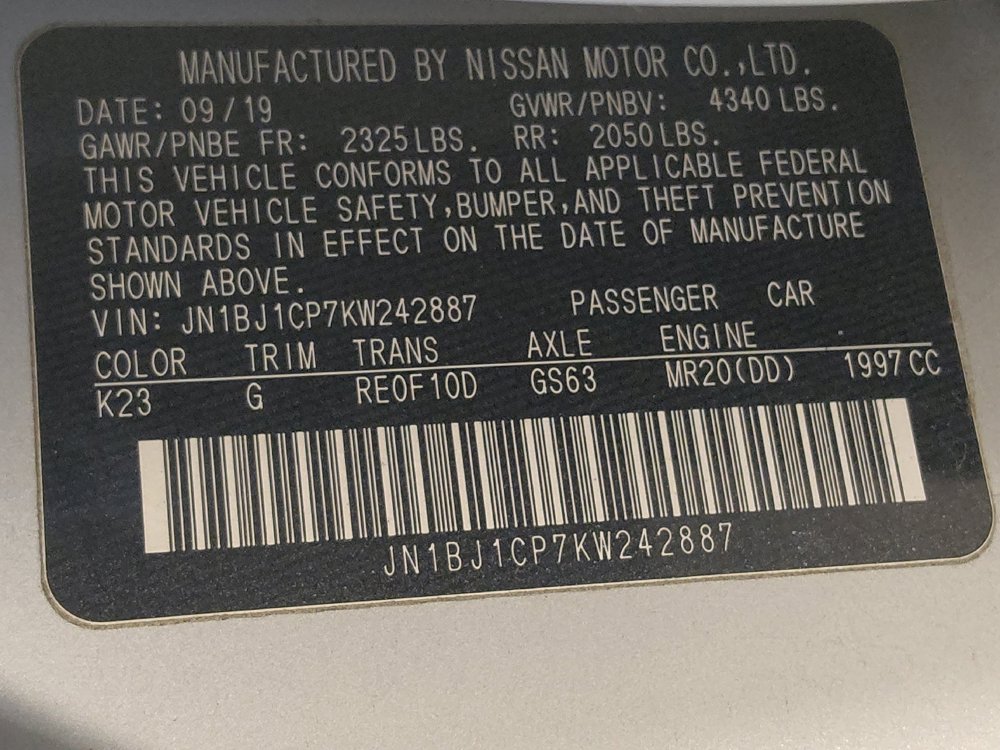 MANUFACTURED BY NISSAN MOTOR CO.,LTD.
DATE: 09/19 GVWR/PNBV: 4340 LBS.
GAWR/PNBE FR: 2325 LBS. RR: 2050 LBS.
THIS VEHICLE CONFORMS TO ALL APPLICABLE FEDERAL
MOTOR VEHICLE SAFETY,BUMPER,AND THEFT PREVENTION
STANDARDS IN EFFECT ON THE DATE OF MANUFACTURE
SHOWN ABOVE.
VIN: JN1BJ1CP7KW242887 PASSENGER CAR
COLOR TRIM TRANS AXLE ENGINE
K23 G RE0F10D GS63 MR20(DD) 1997 CC
JN1BJ1CP7KW242887